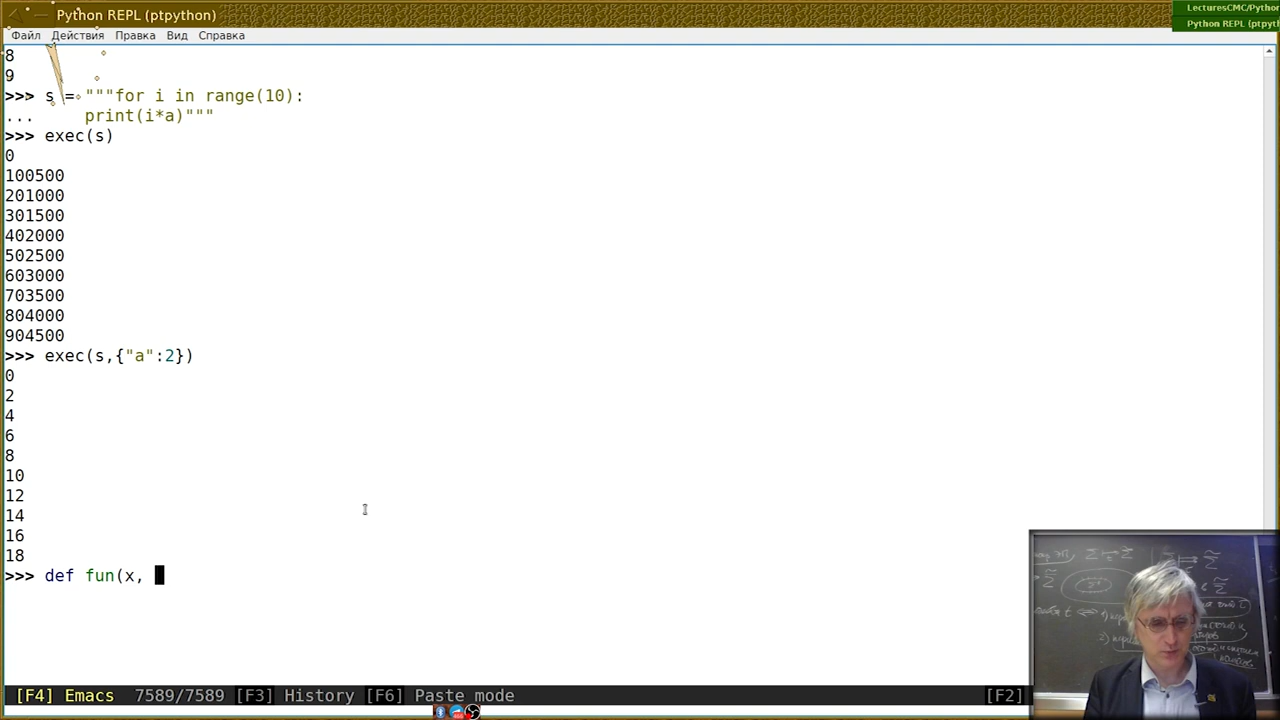 Python REPL (ptpython)
LecturesCMC/Python
Python REPL (ptpyth
Файл Действия Правка Вид Справка
8
9
>>> s = """for i in range(10):
... print(i*a)"""
>>> exec(s)
0
100500
201000
301500
402000
502500
603000
703500
804000
904500
>>> exec(s,{"a":2})
0
2
4
6
8
10
12
14
16
18
>>> def fun(x,
[F4] Emacs 7589/7589 [F3] History [F6] Paste mode [F2]